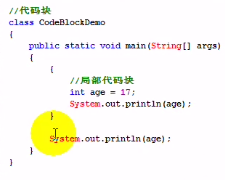 //代码块
class CodeBlockDemo
{
    public static void main(String[] args)
    {
        {
            //局部代码块
            int age = 17;
            System.out.println(age);
        }

        System.out.println(age);
    }
}